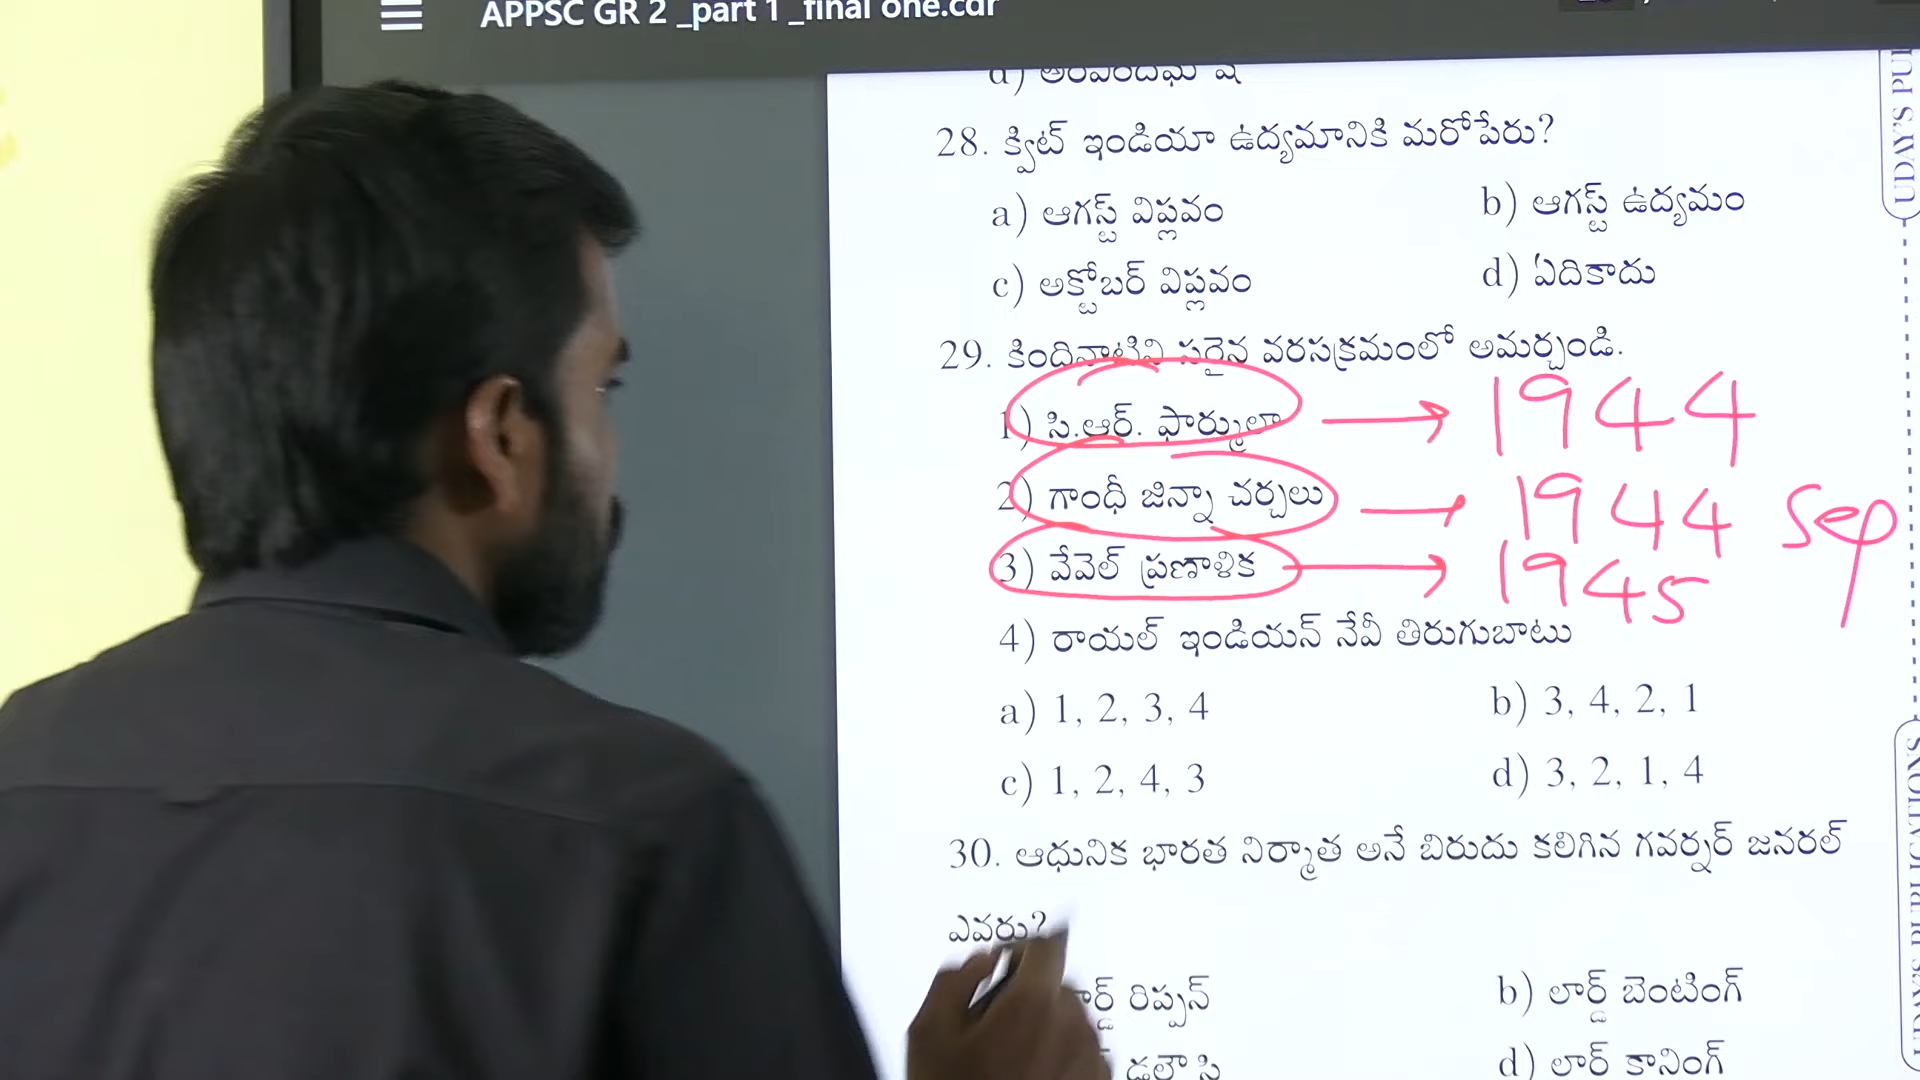 APPSC GR 2 _part 1 _final one.cdr
28. క్విట్ ఇండియా ఉద్యమానికి మరోపేరు?
a) ఆగస్ట్ విప్లవం b) ఆగస్ట్ ఉద్యమం
c) అక్టోబర్ విప్లవం d) ఏదికాదు
29. కిందివాటిని సరైన వరసక్రమంలో అమర్చండి.
1) సి.ఆర్. ఫార్ములా → 1944
2) గాంధీ జిన్నా చర్చలు → 1944 Sep
3) వేవెల్ ప్రణాళిక → 1945
4) రాయల్ ఇండియన్ నేవీ తిరుగుబాటు
a) 1, 2, 3, 4 b) 3, 4, 2, 1
c) 1, 2, 4, 3 d) 3, 2, 1, 4
30. ఆధునిక భారత నిర్మాత అనే బిరుదు కలిగిన గవర్నర్ జనరల్
ఎవరు?
రిప్పన్ b) లార్డ్ బెంటింగ్
d) లార్ కానింగ్